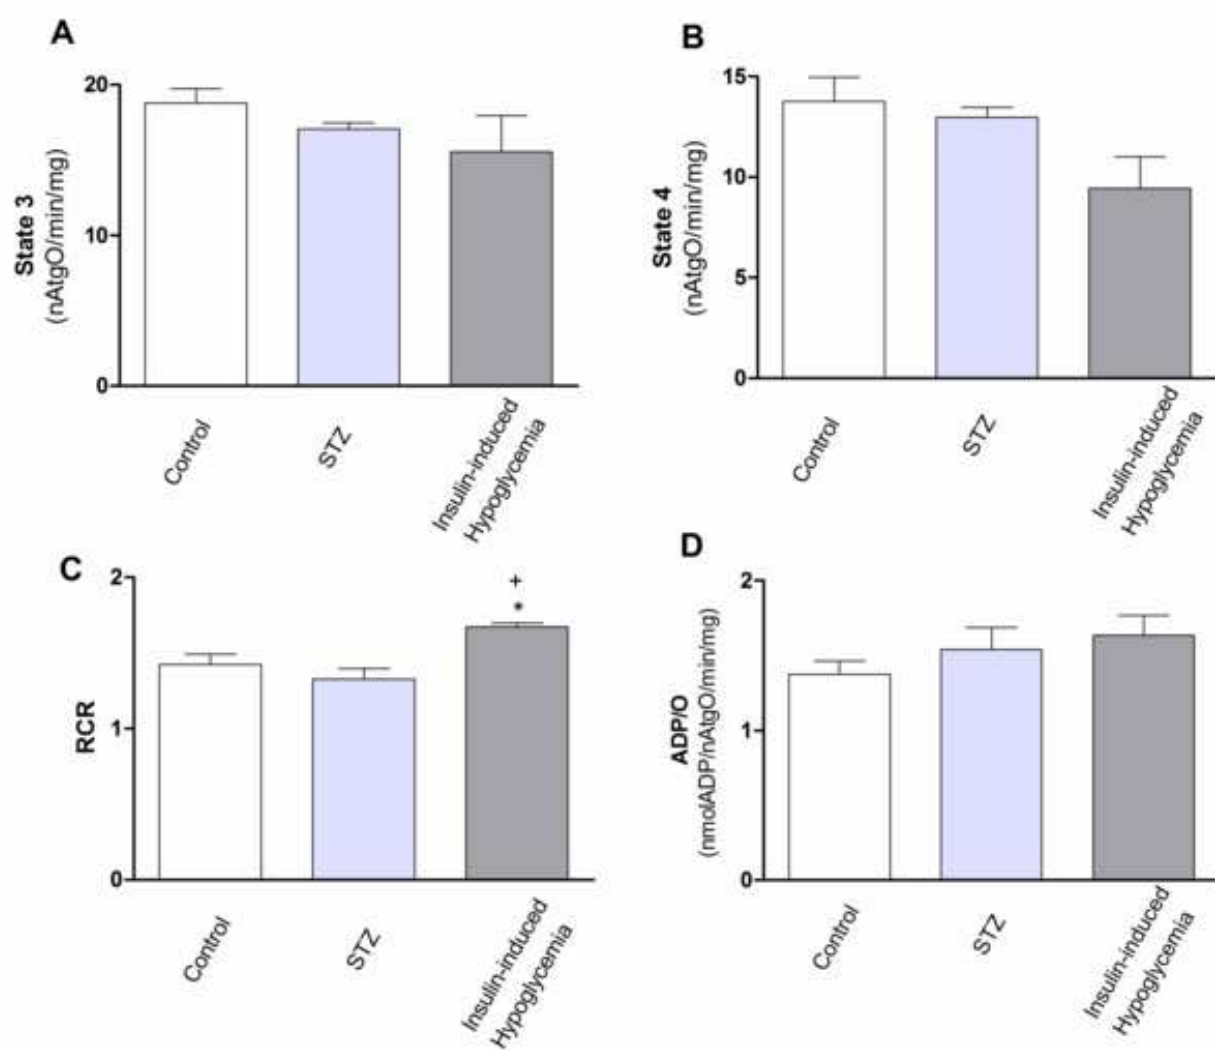 A
State 3
(nAtgO/min/mg)
20
10
0
Control
STZ
Insulin-induced
Hypoglycemia
B
State 4
(nAtgO/min/mg)
15
10
5
0
Control
STZ
Insulin-induced
Hypoglycemia
C
RCR
2
1
0
+
*
Control
STZ
Insulin-induced
Hypoglycemia
D
ADP/O
(nmolADP/nAtgO/min/mg)
2
1
0
Control
STZ
Insulin-induced
Hypoglycemia